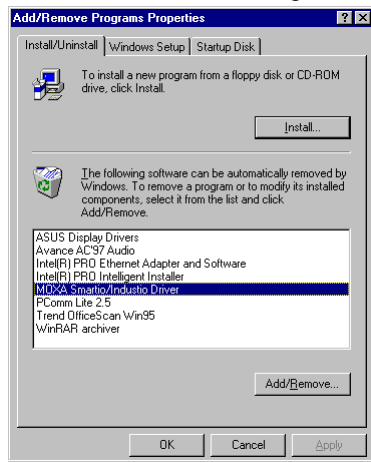 Add/Remove Programs Properties
Install/Uninstall Windows Setup Startup Disk
To install a new program from a floppy disk or CD-ROM
drive, click Install.
Install...
The following software can be automatically removed by
Windows. To remove a program or to modify its installed
components, select it from the list and click
Add/Remove.
ASUS Display Drivers
Avance AC'97 Audio
Intel(R) PRO Ethernet Adapter and Software
Intel(R) PRO Intelligent Installer
MOXA Smartio/Industio Driver
PComm Lite 2.5
Trend OfficeScan Win95
WinRAR archiver
Add/Remove...
OK Cancel Apply